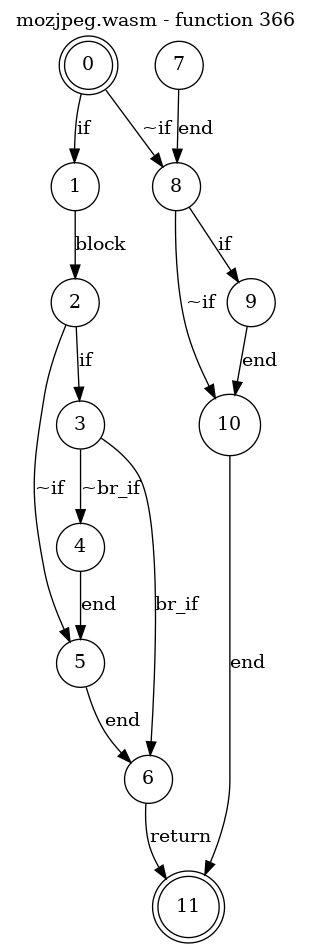 mozjpeg.wasm - function 366
0
7
if
~if
end
1
8
block
if
2
if
~if
9
end
3
10
~if
~br_if
4
br_if
end
5
end
end
6
return
11